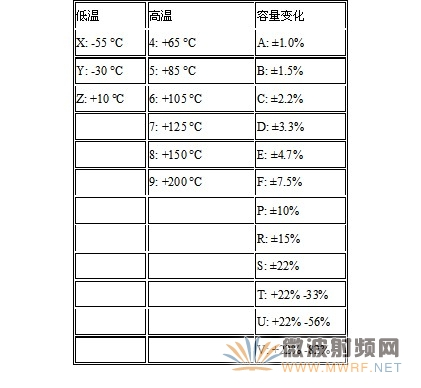 低温 高温 容量变化
X: -55 ℃ 4: +65 ℃ A: ±1.0%
Y: -30 ℃ 5: +85 ℃ B: ±1.5%
Z: +10 ℃ 6: +105 ℃ C: ±2.2%
7: +125 ℃ D: ±3.3%
8: +150 ℃ E: ±4.7%
9: +200 ℃ F: ±7.5%
P: ±10%
R: ±15%
S: ±22%
T: +22% -33%
U: +22% -56%
V:
微波射频网
WWW.MWRF.NET